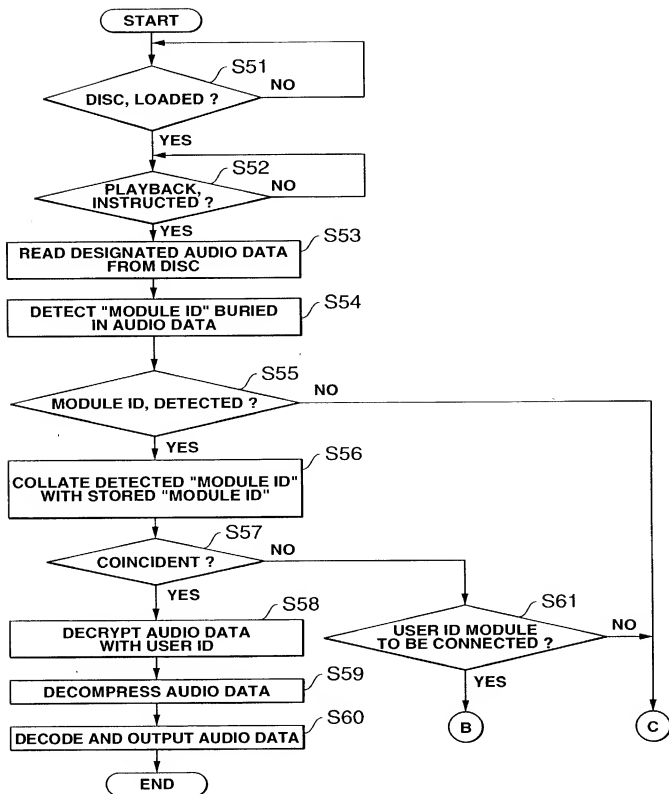 START
S51
DISC, LOADED ?
NO
YES
S52
PLAYBACK,
INSTRUCTED ?
NO
YES
S53
READ DESIGNATED AUDIO DATA
FROM DISC
S54
DETECT "MODULE ID" BURIED
IN AUDIO DATA
S55
MODULE ID, DETECTED ?
NO
YES
S56
COLLATE DETECTED "MODULE ID"
WITH STORED "MODULE ID"
S57
COINCIDENT ?
NO
YES
S58
DECRYPT AUDIO DATA
WITH USER ID
S61
USER ID MODULE
TO BE CONNECTED ?
NO
YES
S59
DECOMPRESS AUDIO DATA
S60
DECODE AND OUTPUT AUDIO DATA
B
C
END